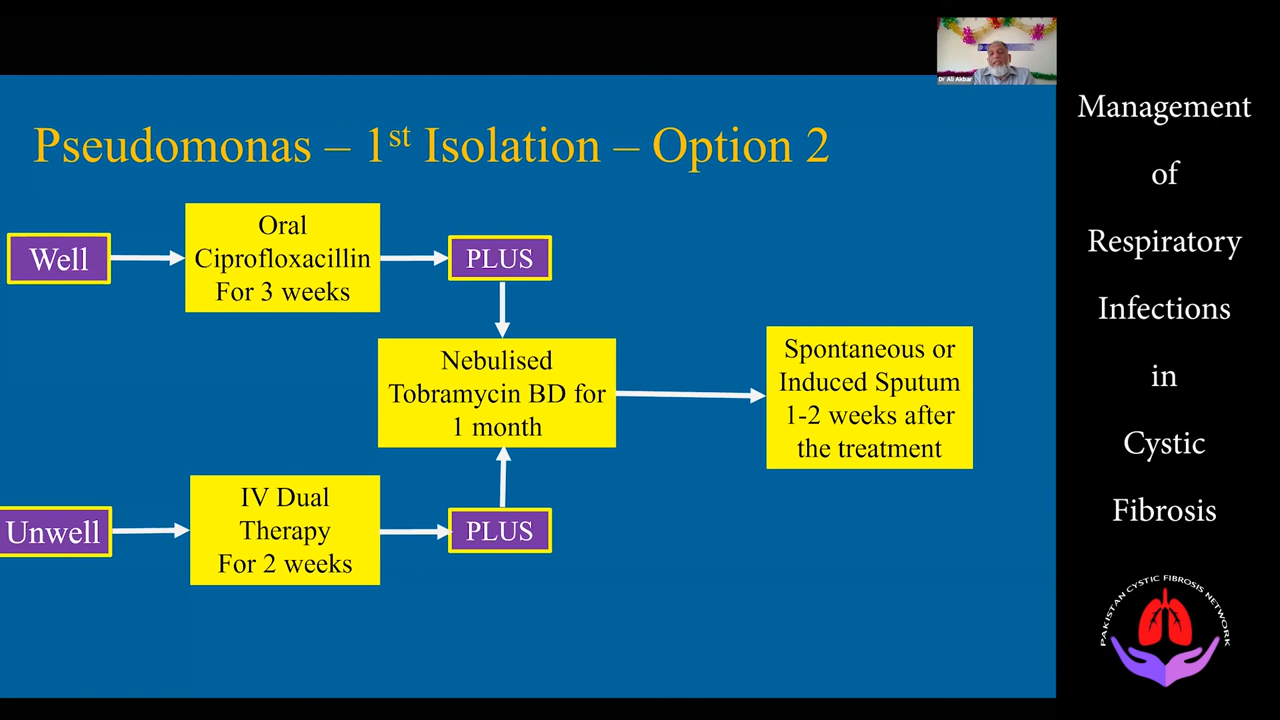 Dr Ali Akbar
Pseudomonas – 1st Isolation – Option 2
Well
Oral
Ciprofloxacillin
For 3 weeks
PLUS
Nebulised
Tobramycin BD for
1 month
Spontaneous or
Induced Sputum
1-2 weeks after
the treatment
Unwell
IV Dual
Therapy
For 2 weeks
PLUS
Management
of
Respiratory
Infections
in
Cystic
Fibrosis
PAKISTAN CYSTIC FIBROSIS NETWORK